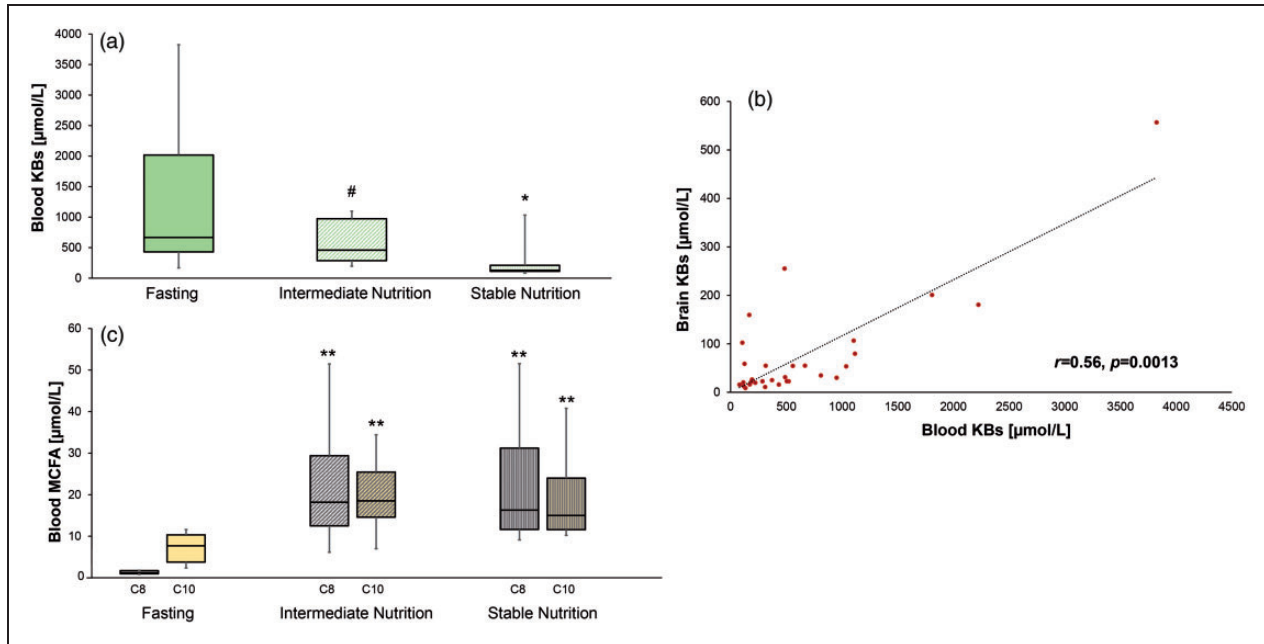 (a)
Blood KBs [µmol/L]
4000
3500
3000
2500
2000
1500
1000
500
0
#
*
Fasting
Intermediate Nutrition
Stable Nutrition
(b)
Brain KBs [µmol/L]
600
500
400
300
200
100
0
r=0.56, p=0.0013
0 500 1000 1500 2000 2500 3000 3500 4000 4500
Blood KBs [µmol/L]
(c)
Blood MCFA [µmol/L]
60
50
40
30
20
10
0
**
**
**
**
C8 C10 C8 C10 C8 C10
Fasting
Intermediate Nutrition
Stable Nutrition